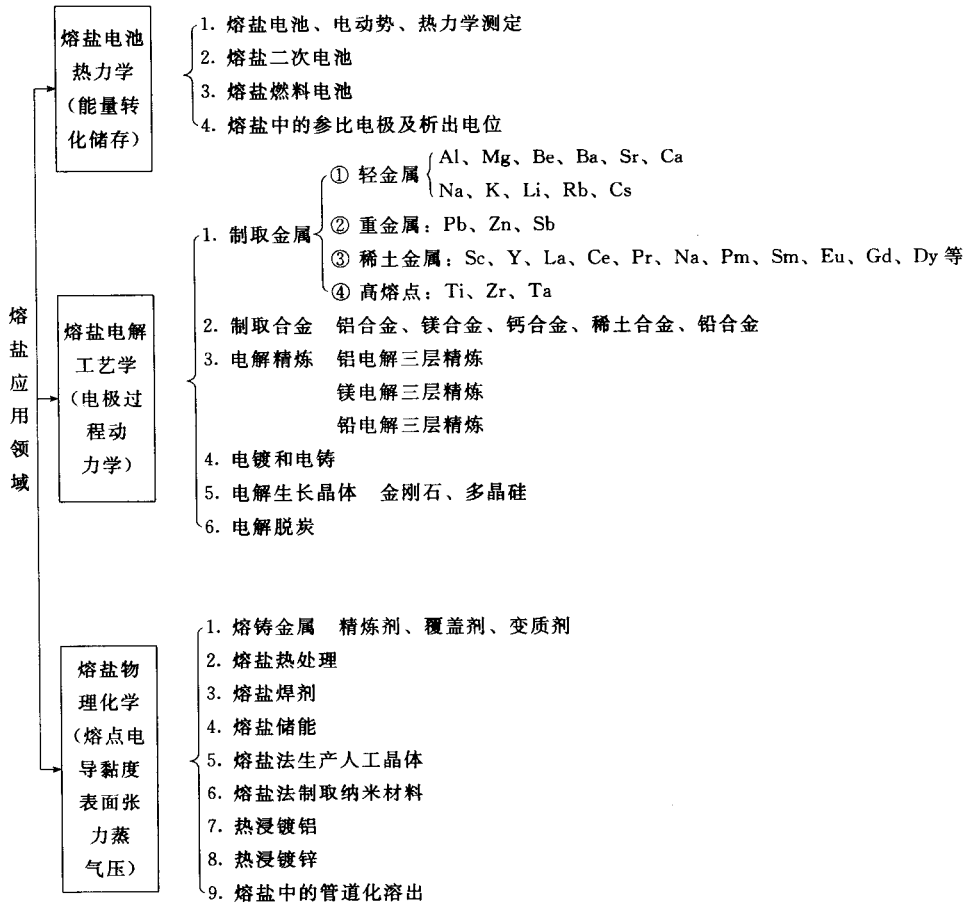 熔盐应用领域
熔盐电池
热力学
(能量转
化储存)
1. 熔盐电池、电动势、热力学测定
2. 熔盐二次电池
3. 熔盐燃料电池
4. 熔盐中的参比电极及析出电位
熔盐电解
工艺学
(电极过
程动
力学)
1. 制取金属
① 轻金属
Al、Mg、Be、Ba、Sr、Ca
Na、K、Li、Rb、Cs
② 重金属：Pb、Zn、Sb
③ 稀土金属：Sc、Y、La、Ce、Pr、Na、Pm、Sm、Eu、Gd、Dy 等
④ 高熔点：Ti、Zr、Ta
2. 制取合金 铝合金、镁合金、钙合金、稀土合金、铅合金
3. 电解精炼 铝电解三层精炼
镁电解三层精炼
铅电解三层精炼
4. 电镀和电铸
5. 电解生长晶体 金刚石、多晶硅
6. 电解脱炭
熔盐物
理化学
(熔点电
导黏度
表面张
力蒸
气压)
1. 熔铸金属 精炼剂、覆盖剂、变质剂
2. 熔盐热处理
3. 熔盐焊剂
4. 熔盐储能
5. 熔盐法生产人工晶体
6. 熔盐法制取纳米材料
7. 热浸镀铝
8. 热浸镀锌
9. 熔盐中的管道化溶出